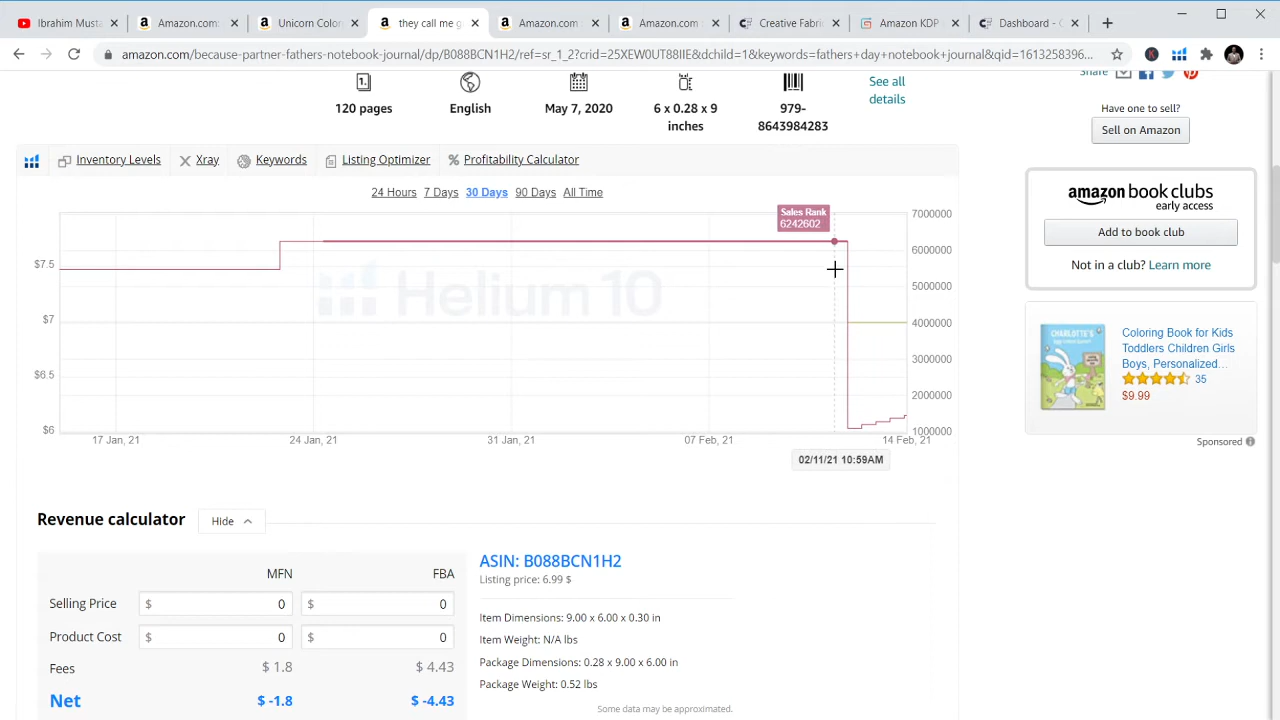 Ibrahim Must
Amazon.com:
Unicorn Color
they call me g
Amazon.com
Amazon.com:
Creative Fabri
Amazon KDP
Dashboard - C
amazon.com/because-partner-fathers-notebook-journal/dp/B088BCN1H2/ref=sr_1_2?crid=25XEW0UT88IIE&dchild=1&keywords=fathers+day+notebook+journal&qid=1613258396...
Share
120 pages
English
May 7, 2020
6 x 0.28 x 9
inches
979-
8643984283
See all
details
Have one to sell?
Sell on Amazon
Inventory Levels
Xray
Keywords
Listing Optimizer
Profitability Calculator
24 Hours 7 Days 30 Days 90 Days All Time
Sales Rank
6242602
$7.5
$7
$6.5
$6
7000000
6000000
5000000
4000000
3000000
2000000
1000000
Helium 10
17 Jan, 21
24 Jan, 21
31 Jan, 21
07 Feb, 21
14 Feb, 21
02/11/21 10:59AM
amazon book clubs
early access
Add to book club
Not in a club? Learn more
CHARLOTTE'S
Coloring Book for Kids
Toddlers Children Girls
Boys, Personalized…
35
$9.99
Sponsored
Revenue calculator
Hide
MFN FBA
Selling Price $ 0 $ 0
Product Cost $ 0 $ 0
Fees $ 1.8 $ 4.43
Net $ -1.8 $ -4.43
ASIN: B088BCN1H2
Listing price: 6.99 $
Item Dimensions: 9.00 x 6.00 x 0.30 in
Item Weight: N/A lbs
Package Dimensions: 0.28 x 9.00 x 6.00 in
Package Weight: 0.52 lbs
Some data may be approximated.